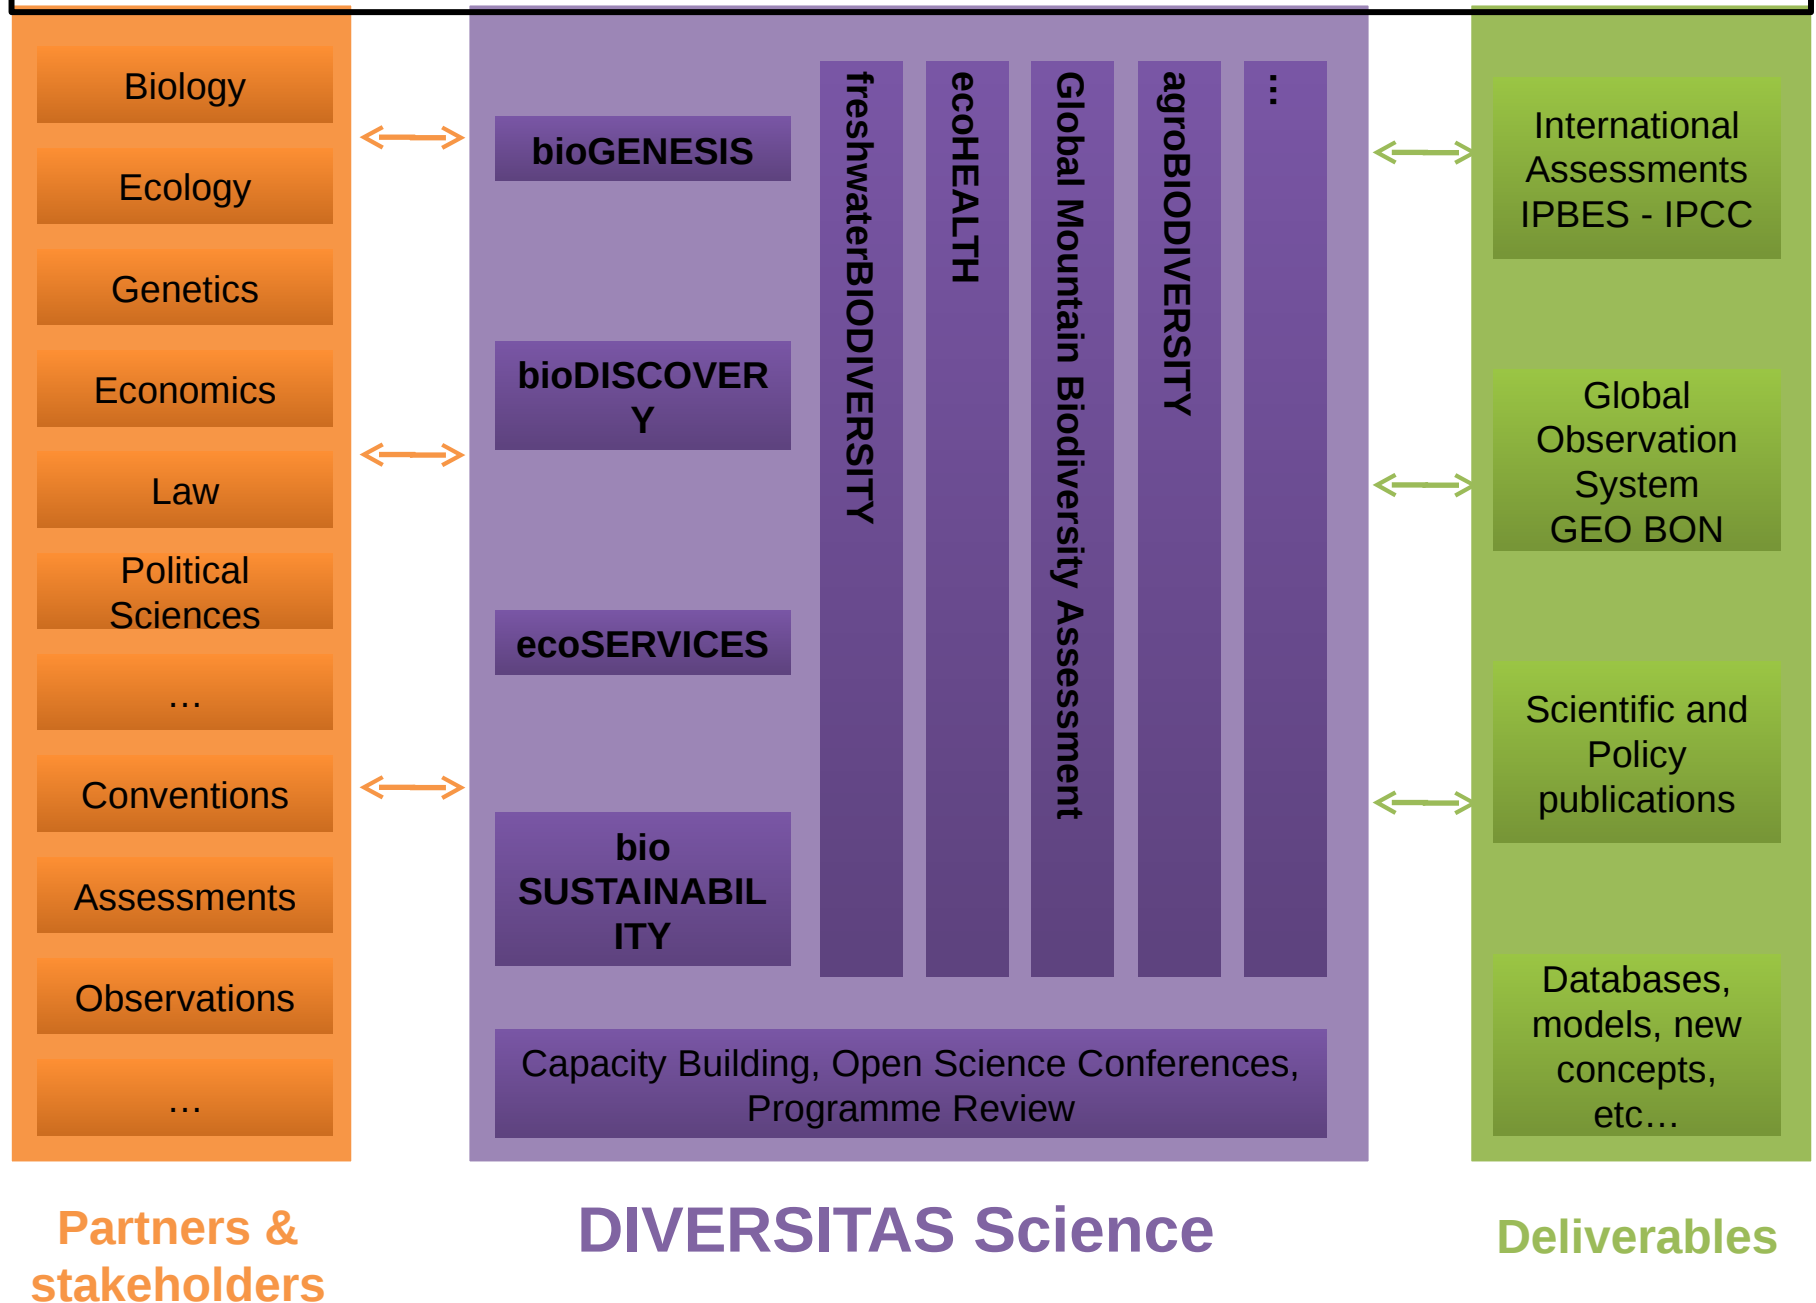 Biology
Ecology
Genetics
Economics
Law
Political
Sciences
…
Conventions
Assessments
Observations
…
Partners &
stakeholders
bioGENESIS
bioDISCOVER
Y
ecoSERVICES
bio
SUSTAINABIL
ITY
freshwaterBIODIVERSITY
ecoHEALTH
Global Mountain Biodiversity Assessment
agroBIODIVERSITY
…
Capacity Building, Open Science Conferences,
Programme Review
DIVERSITAS Science
International
Assessments
IPBES - IPCC
Global
Observation
System
GEO BON
Scientific and
Policy
publications
Databases,
models, new
concepts,
etc…
Deliverables